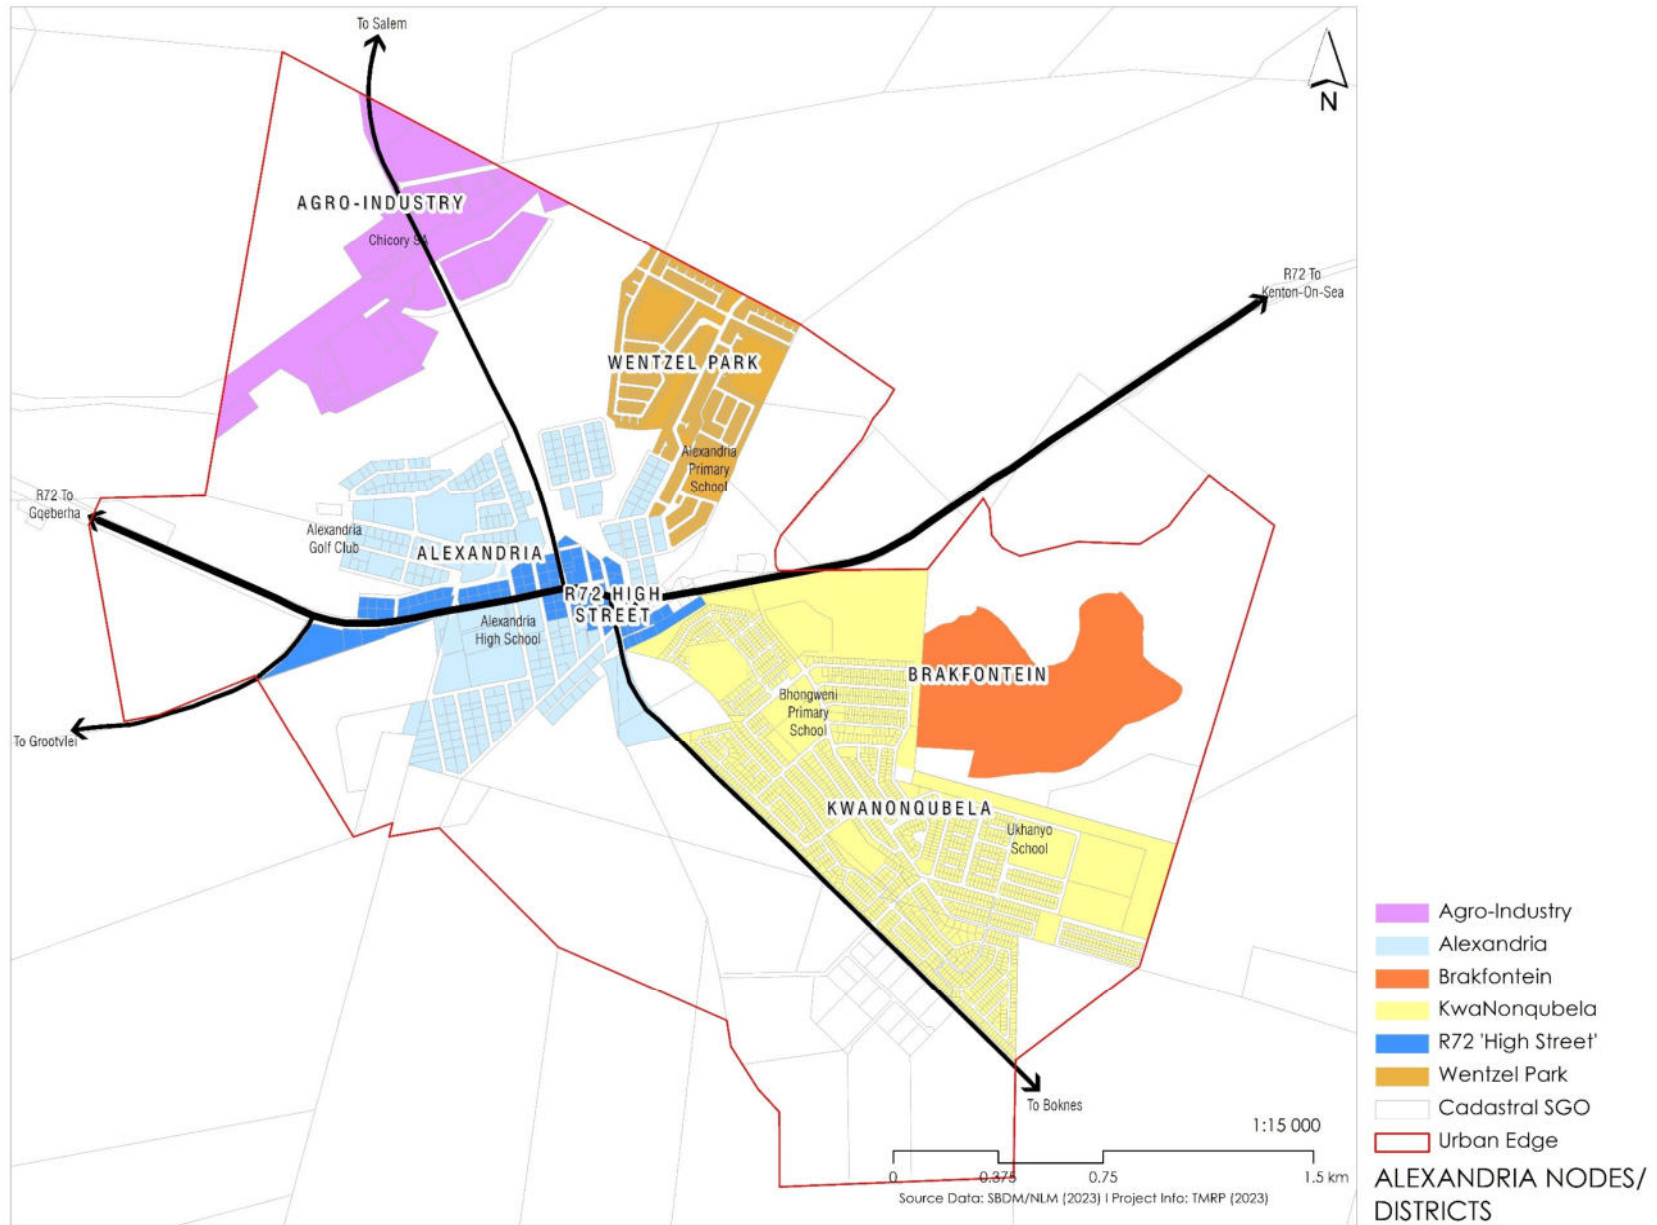 To Salem
N
AGRO-INDUSTRY
Chicory SA
R72 To
Kenton-On-Sea
WENTZEL PARK
Alexandria
Primary
School
R72 To
Gqeberha
Alexandria
Golf Club
ALEXANDRIA
R72 HIGH
STREET
Alexandria
High School
BRAKFONTEIN
Bhongweni
Primary
School
To Grootvlei
KWANONQUBELA
Ukhanyo
School
To Boknes
1:15 000
0 0.375 0.75 1.5 km
Source Data: SBDM/NLM (2023) I Project Info: TMRP (2023)
Agro-Industry
Alexandria
Brakfontein
KwaNonqubela
R72 'High Street'
Wentzel Park
Cadastral SGO
Urban Edge
ALEXANDRIA NODES/
DISTRICTS